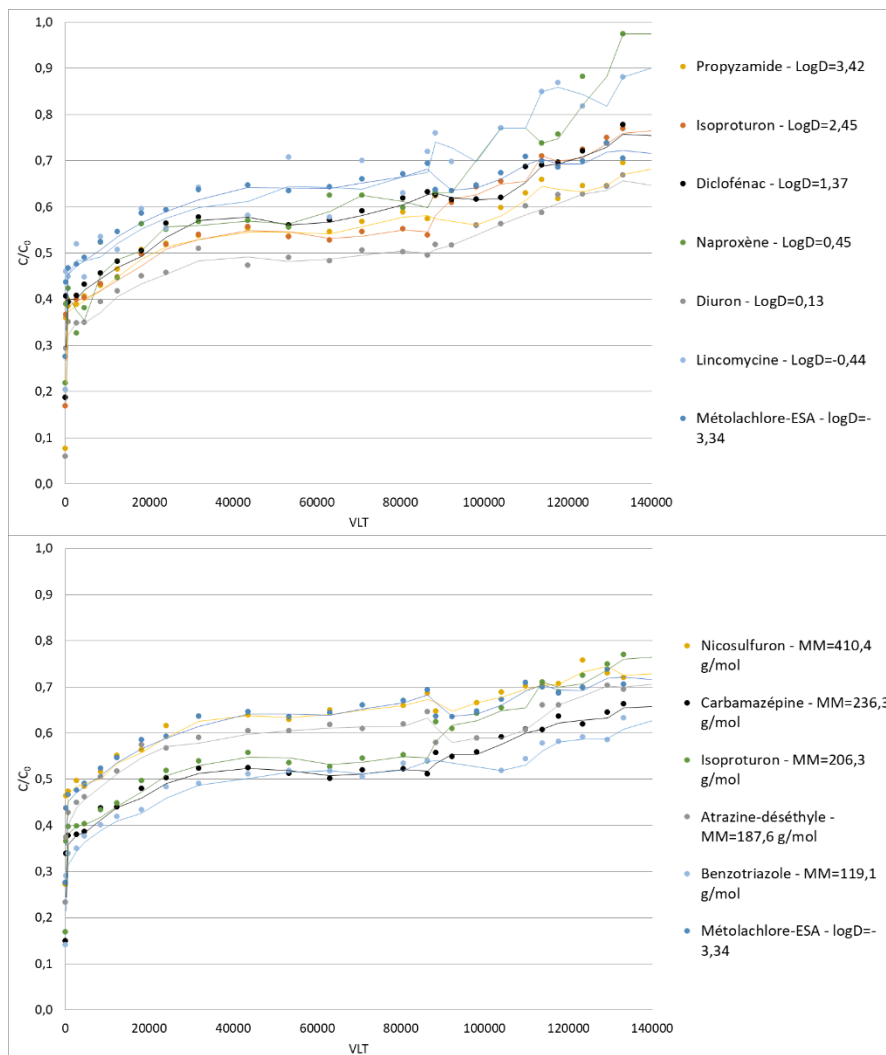 1,0
0,9
0,8
0,7
0,6
0,5
0,4
0,3
0,2
0,1
0,0
C/C₀
0
20000
40000
60000
80000
100000
120000
140000
VLT
Propyzamide - LogD=3,42
Isoproturon - LogD=2,45
Diclofénac - LogD=1,37
Naproxène - LogD=0,45
Diuron - LogD=0,13
Lincomycine - LogD=-0,44
Métolachlore-ESA - logD=-
3,34
1,0
0,9
0,8
0,7
0,6
0,5
0,4
0,3
0,2
0,1
0,0
C/C₀
0
20000
40000
60000
80000
100000
120000
140000
VLT
Nicosulfuron - MM=410,4
g/mol
Carbamazépine - MM=236,3
g/mol
Isoproturon - MM=206,3
g/mol
Atrazine-déséthyle -
MM=187,6 g/mol
Benzotriazole - MM=119,1
g/mol
Métolachlore-ESA - logD=-
3,34